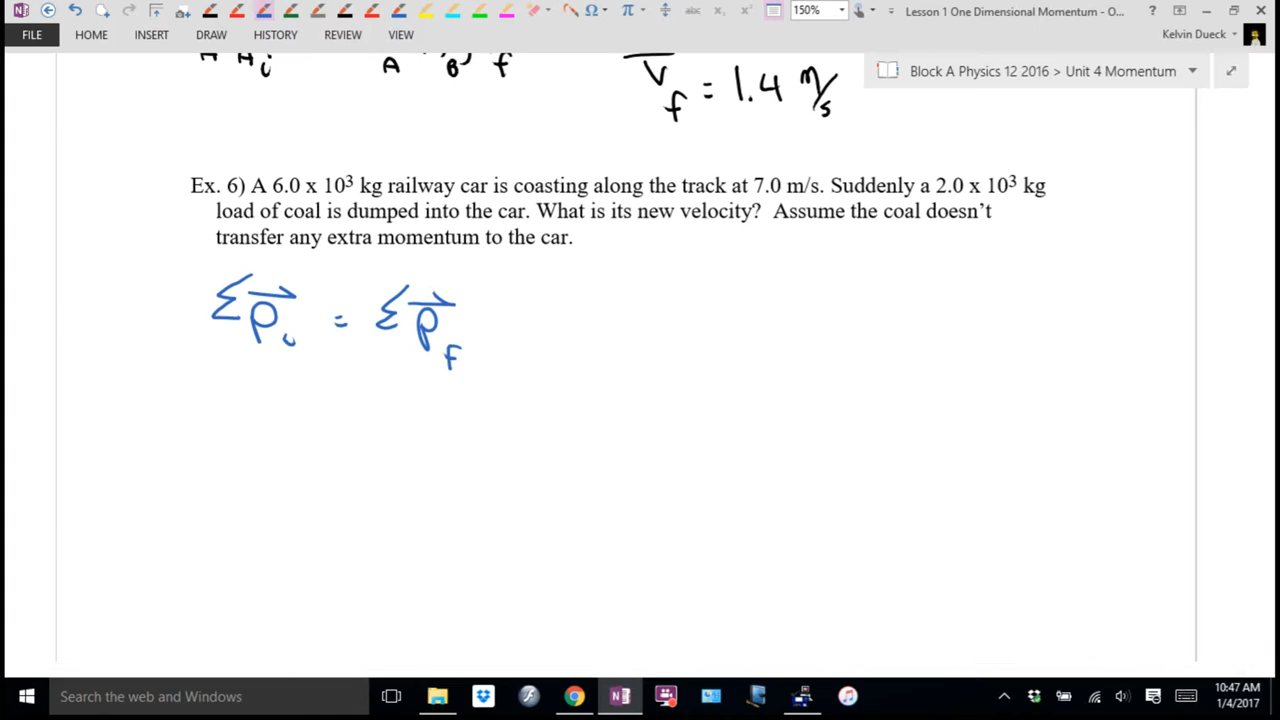 150%
Lesson 1 One Dimensional Momentum - O...
FILE HOME INSERT DRAW HISTORY REVIEW VIEW
Kelvin Dueck
Block A Physics 12 2016 > Unit 4 Momentum
A B f
V f = 1.4 m/s
Ex. 6) A 6.0 x 10³ kg railway car is coasting along the track at 7.0 m/s. Suddenly a 2.0 x 10³ kg
load of coal is dumped into the car. What is its new velocity? Assume the coal doesn't
transfer any extra momentum to the car.
Σp⃗i = Σp⃗f
Search the web and Windows
10:47 AM
1/4/2017